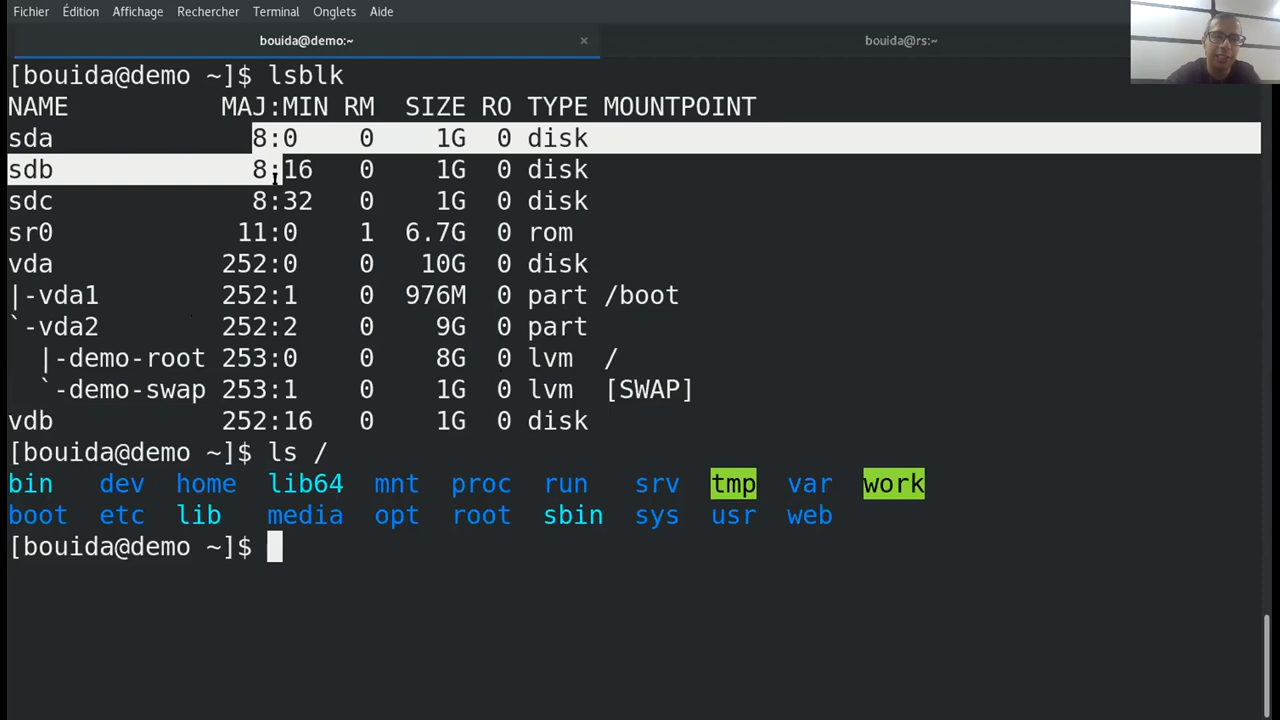 Fichier Édition Affichage Rechercher Terminal Onglets Aide
bouida@demo:~ × bouida@rs:~
[bouida@demo ~]$ lsblk
NAME MAJ:MIN RM SIZE RO TYPE MOUNTPOINT
sda 8:0 0 1G 0 disk
sdb 8:16 0 1G 0 disk
sdc 8:32 0 1G 0 disk
sr0 11:0 1 6.7G 0 rom
vda 252:0 0 10G 0 disk
|-vda1 252:1 0 976M 0 part /boot
`-vda2 252:2 0 9G 0 part
|-demo-root 253:0 0 8G 0 lvm /
`-demo-swap 253:1 0 1G 0 lvm [SWAP]
vdb 252:16 0 1G 0 disk
[bouida@demo ~]$ ls /
bin dev home lib64 mnt proc run srv tmp var work
boot etc lib media opt root sbin sys usr web
[bouida@demo ~]$